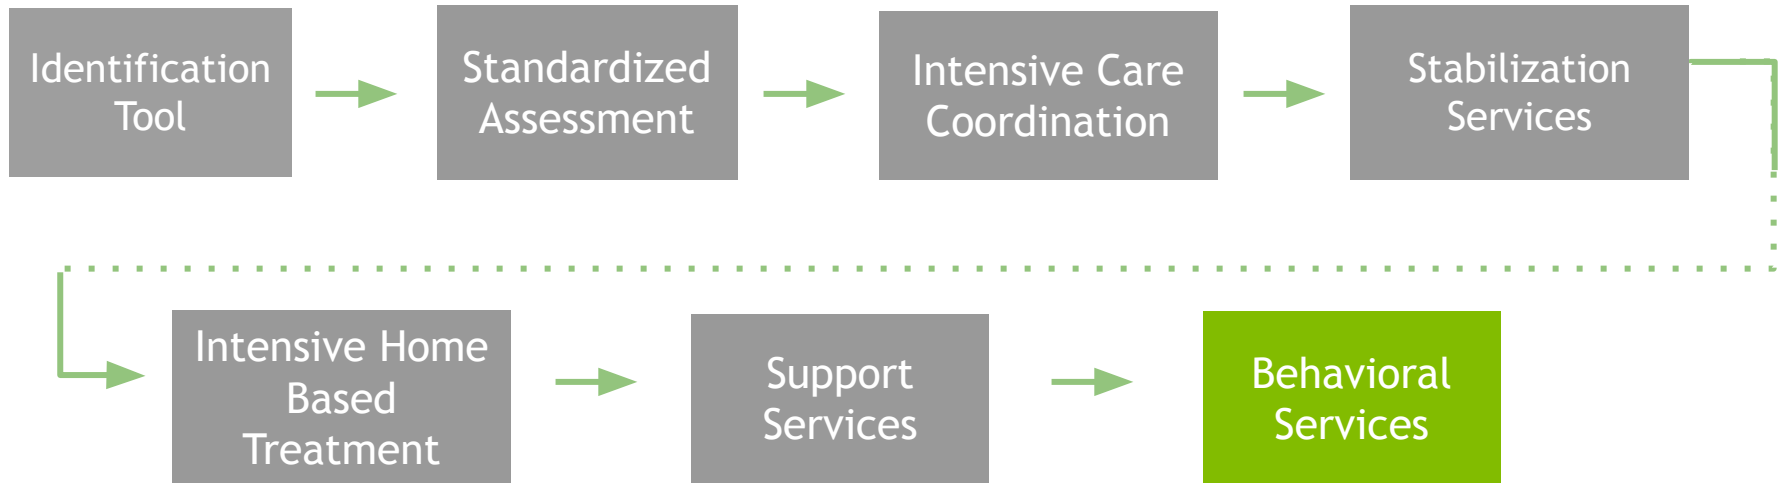 Identification
Tool
Standardized
Assessment
Intensive Care
Coordination
Stabilization
Services
Intensive Home
Based
Treatment
Support
Services
Behavioral
Services